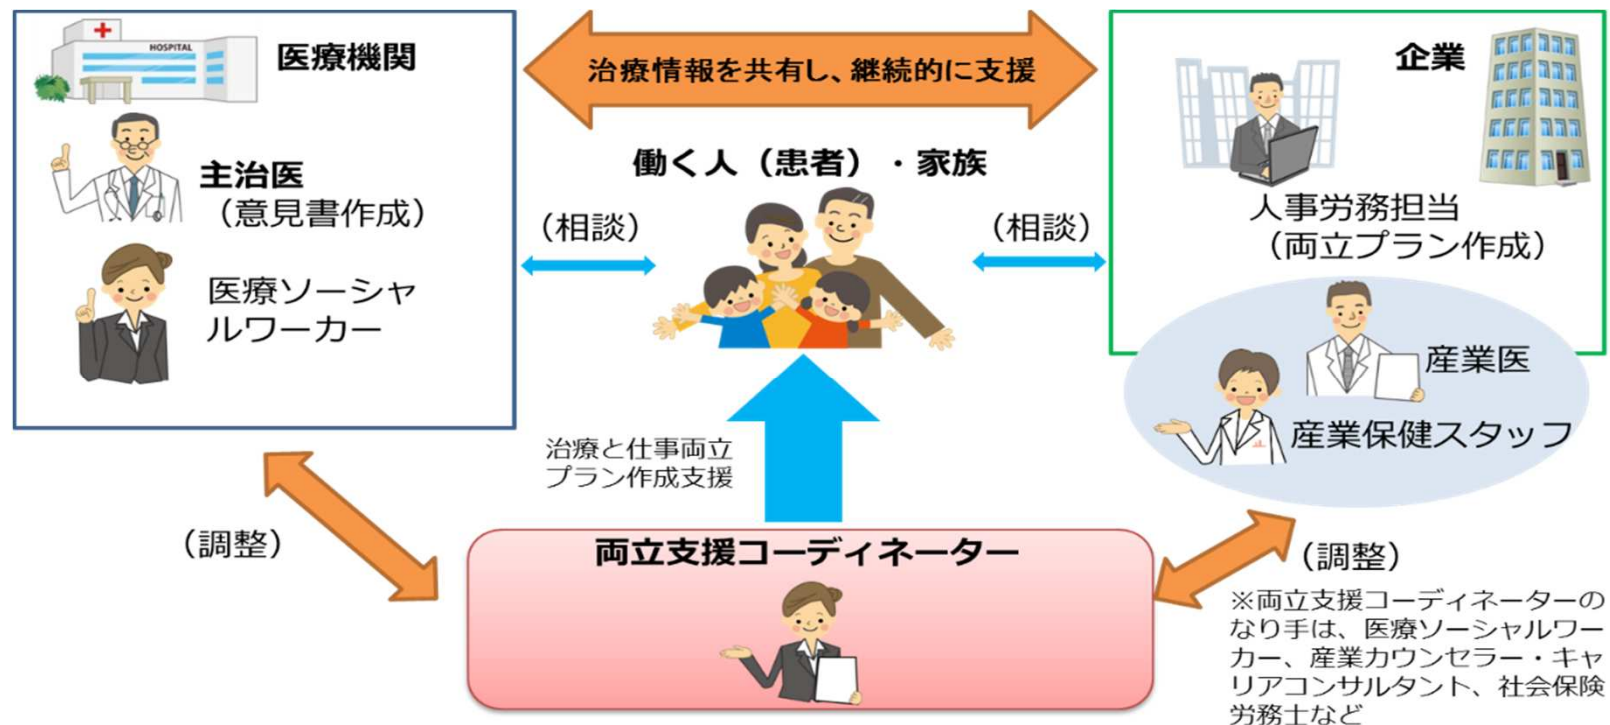 HOSPITAL
医療機関
主治医
（意見書作成）
医療ソーシャ
ルワーカー
治療情報を共有し、継続的に支援
働く人（患者）・家族
（相談）
（相談）
企業
人事労務担当
（両立プラン作成）
産業医
産業保健スタッフ
治療と仕事両立
プラン作成支援
（調整）
両立支援コーディネーター
（調整）
※両立支援コーディネーターの
なり手は、医療ソーシャルワー
カー、産業カウンセラー・キャ
リアコンサルタント、社会保険
労務士など